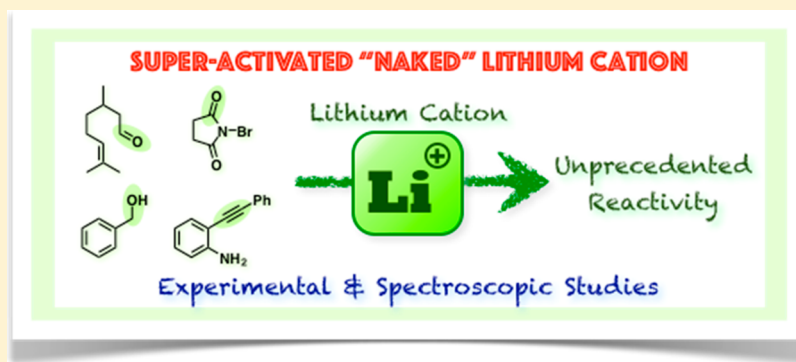 SUPER-ACTIVATED “NAKED” LITHIUM CATION
O
O
N-Br
O
OH
Ph
NH₂
Lithium Cation
Li⊕
Unprecedented
Reactivity
Experimental & Spectroscopic Studies